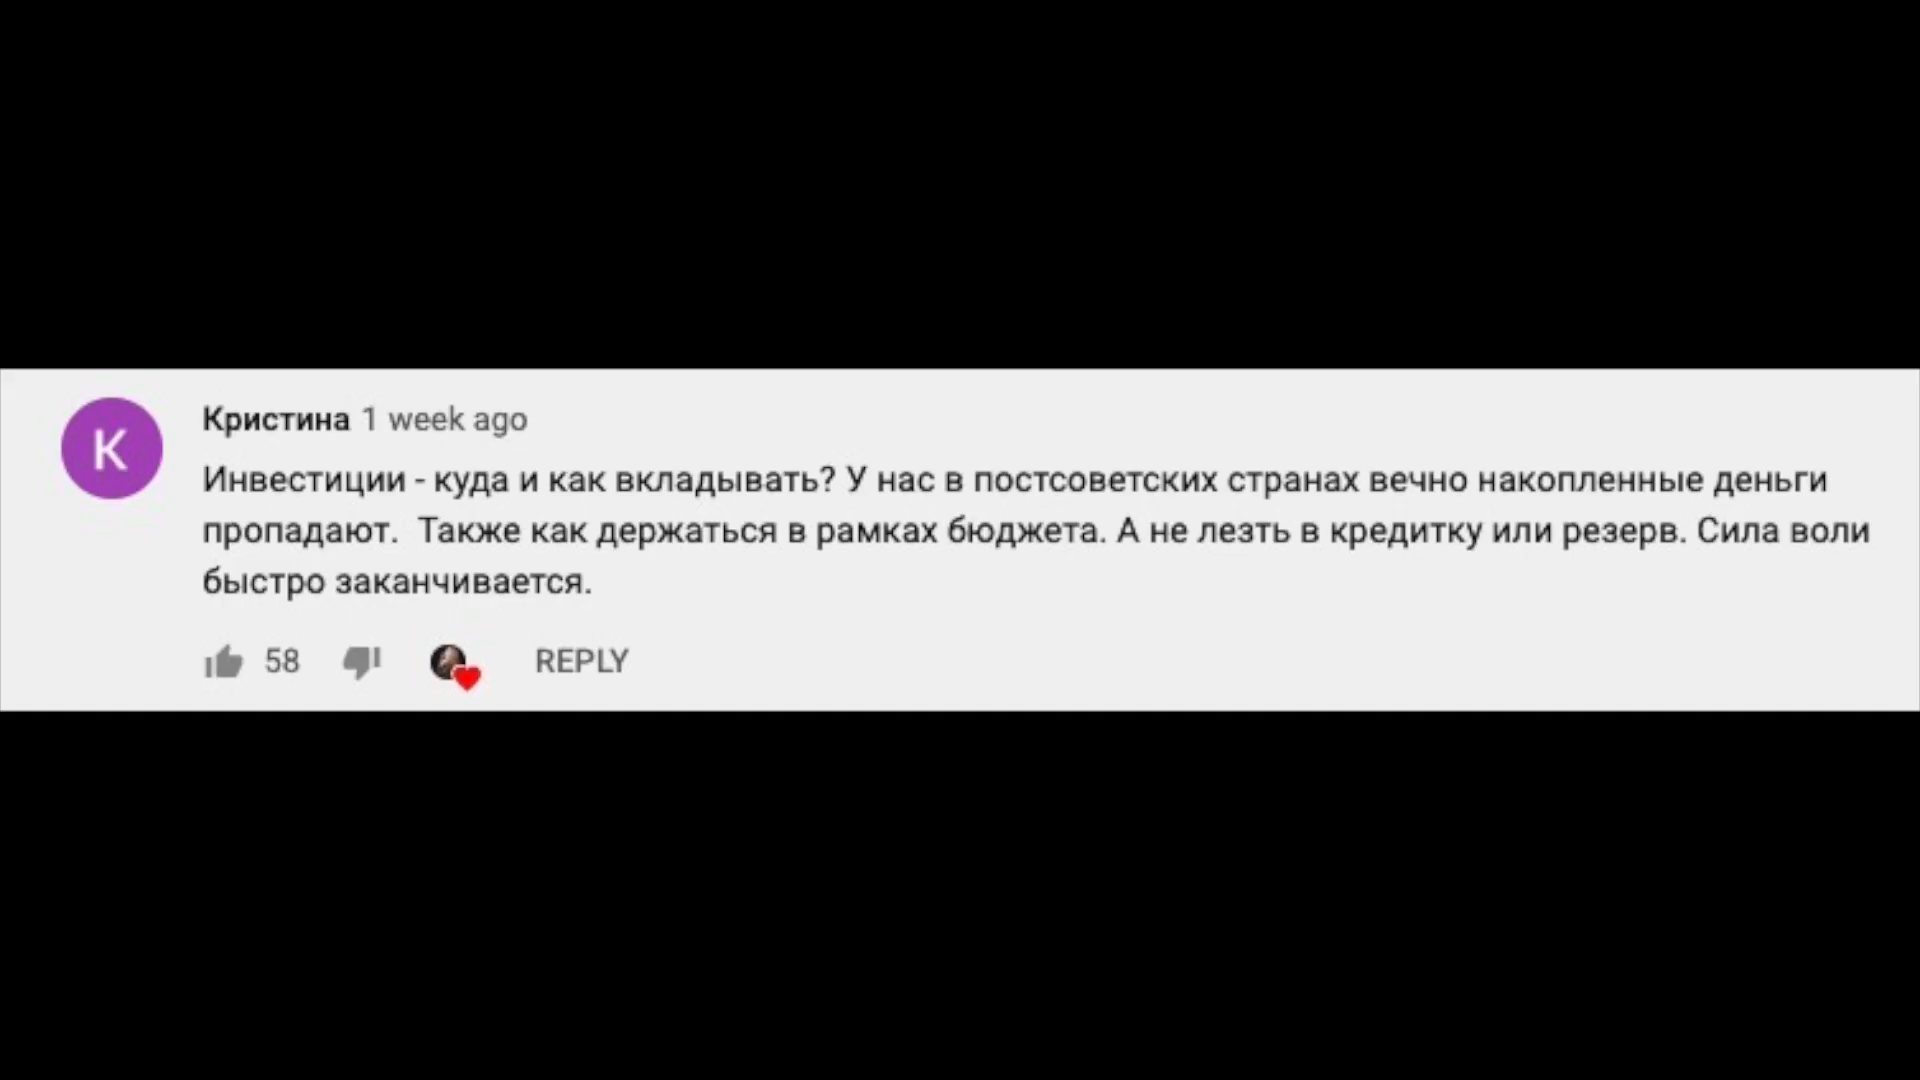 К
Кристина 1 week ago
Инвестиции - куда и как вкладывать? У нас в постсоветских странах вечно накопленные деньги
пропадают.  Также как держаться в рамках бюджета. А не лезть в кредитку или резерв. Сила воли
быстро заканчивается.
58 REPLY